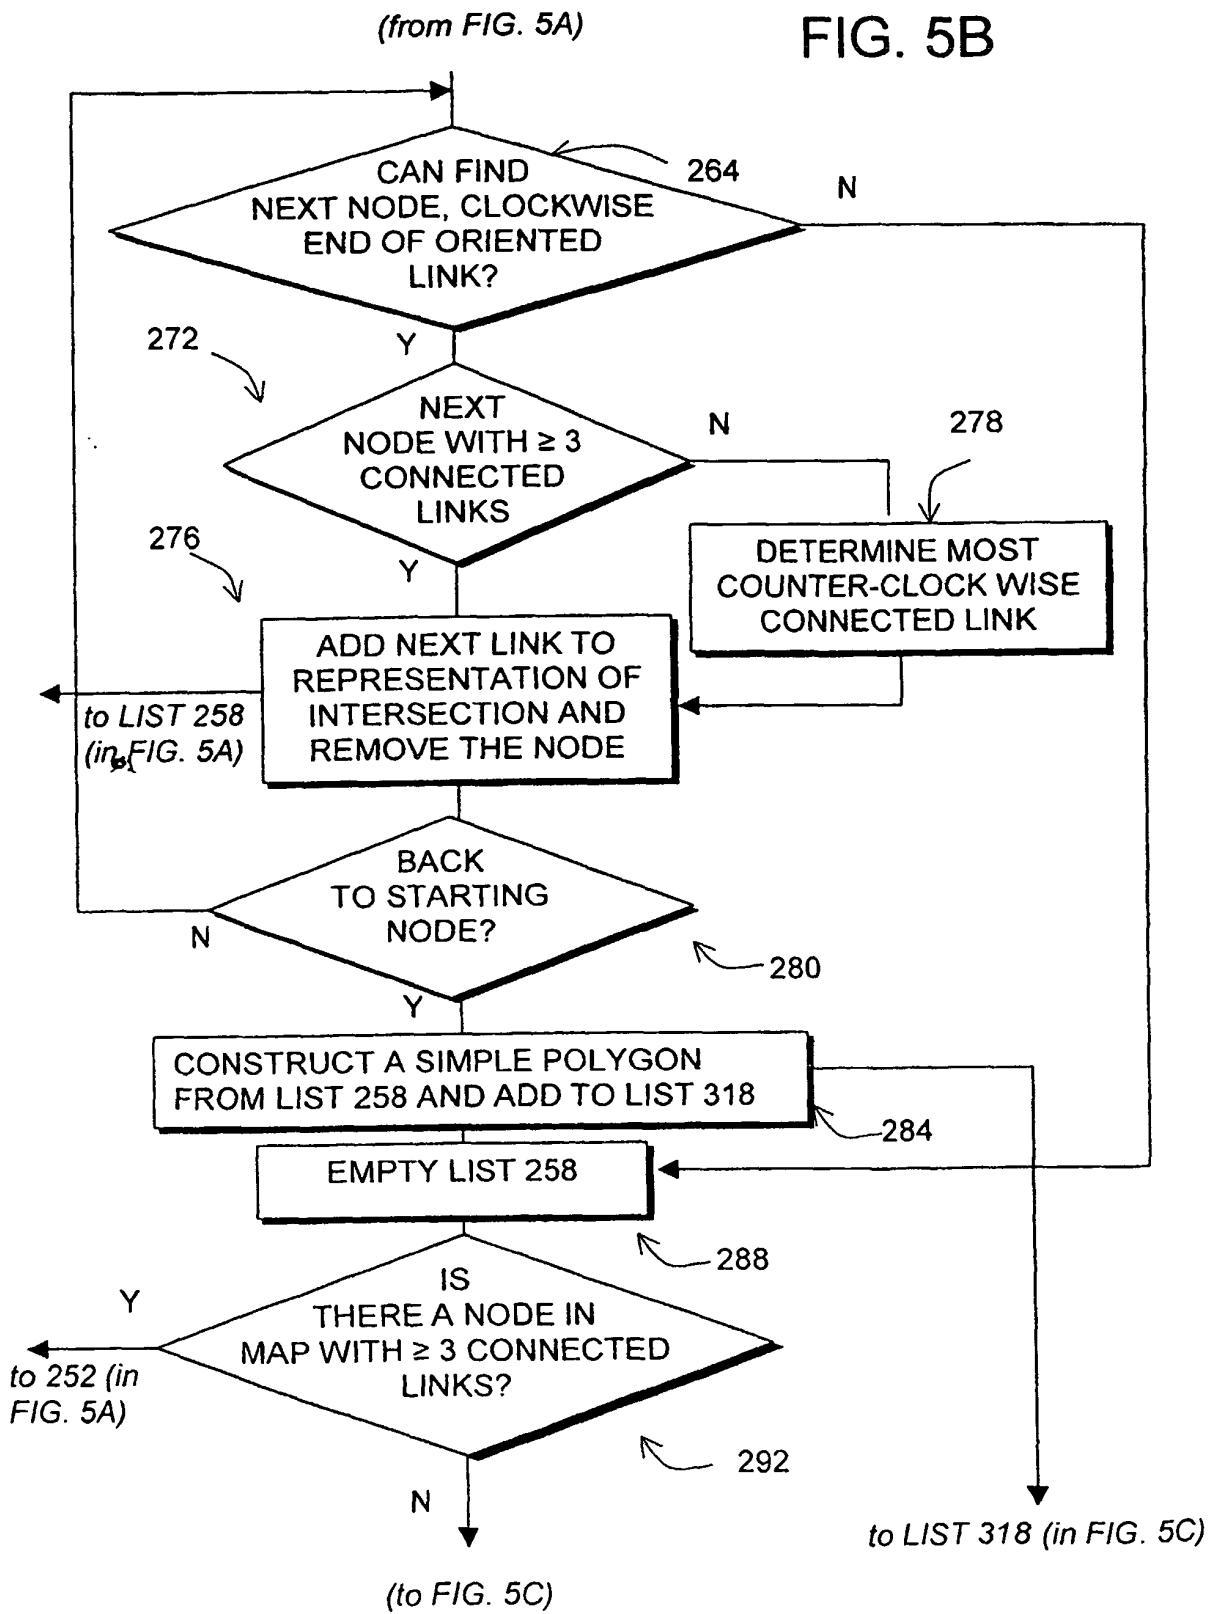 (from FIG. 5A)
FIG. 5B
CAN FIND
NEXT NODE, CLOCKWISE
END OF ORIENTED
LINK?
264
N
Y
272
NEXT
NODE WITH ≥ 3
CONNECTED
LINKS
N
278
276
Y
DETERMINE MOST
COUNTER-CLOCK WISE
CONNECTED LINK
ADD NEXT LINK TO
REPRESENTATION OF
INTERSECTION AND
REMOVE THE NODE
to LIST 258
(in FIG. 5A)
BACK
TO STARTING
NODE?
N
280
Y
CONSTRUCT A SIMPLE POLYGON
FROM LIST 258 AND ADD TO LIST 318
284
EMPTY LIST 258
288
IS
THERE A NODE IN
MAP WITH ≥ 3 CONNECTED
LINKS?
Y
to 252 (in
FIG. 5A)
292
N
to LIST 318 (in FIG. 5C)
(to FIG. 5C)